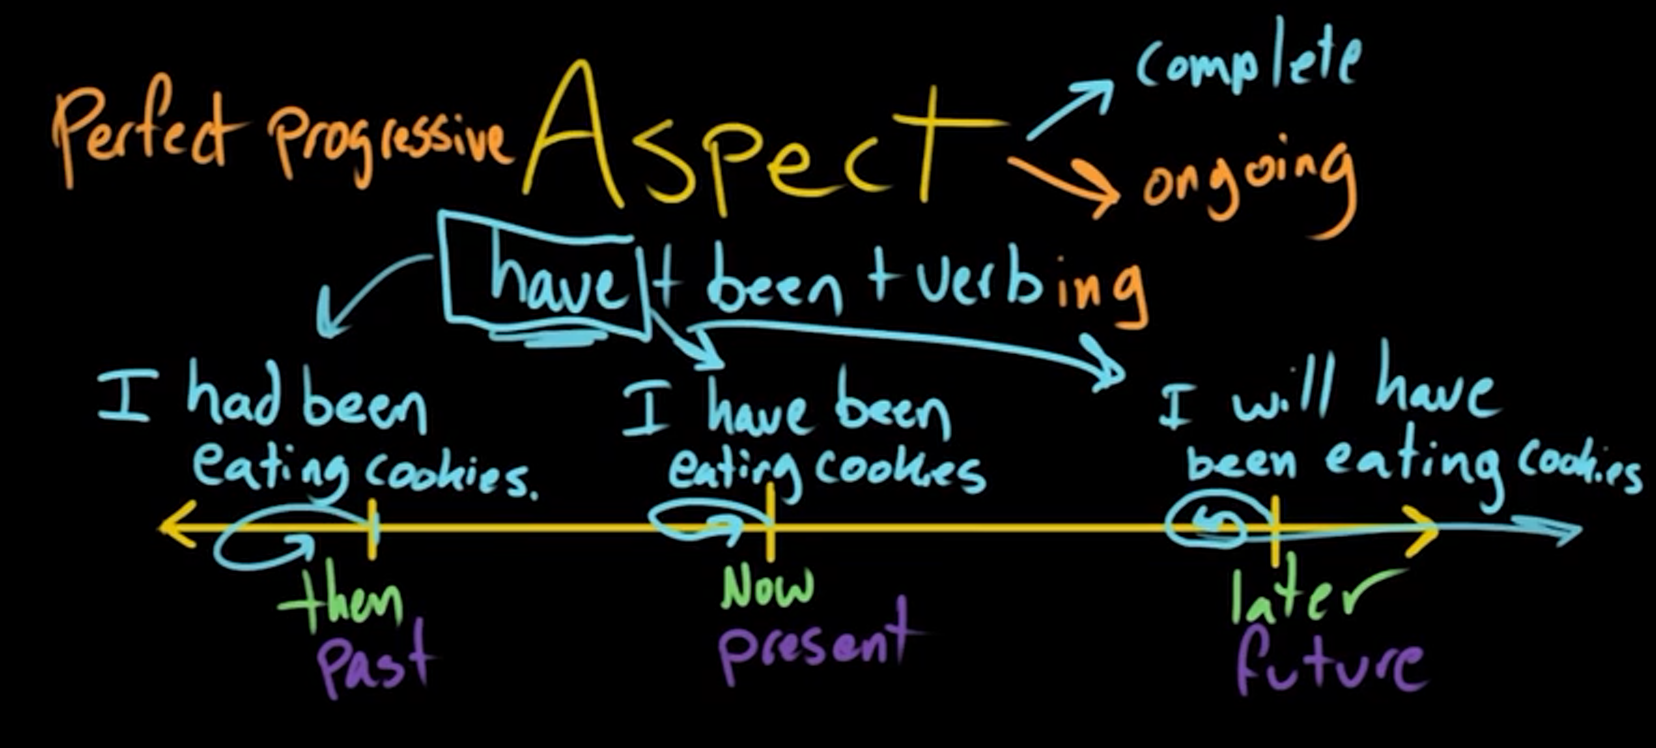 Perfect progressive Aspect
complete
ongoing
have + been + verbing
I had been
eating cookies.
I have been
eating cookies
I will have
been eating cookies
then
Now
later
past
present
future